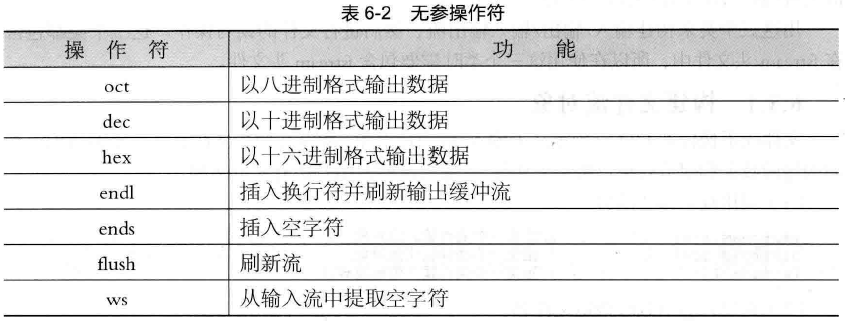 表 6-2 无参操作符
操 作 符 功 能
oct 以八进制格式输出数据
dec 以十进制格式输出数据
hex 以十六进制格式输出数据
endl 插入换行符并刷新输出缓冲流
ends 插入空字符
flush 刷新流
ws 从输入流中提取空字符